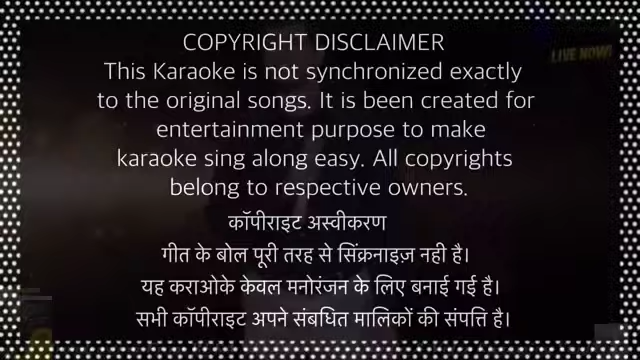 COPYRIGHT DISCLAIMER
LIVE NOW!
This Karaoke is not synchronized exactly
to the original songs. It is been created for
entertainment purpose to make
karaoke sing along easy. All copyrights
belong to respective owners.
कॉपीराइट अस्वीकरण
गीत के बोल पूरी तरह से सिंक्रनाइज़ नही है।
यह कराओके केवल मनोरंजन के लिए बनाई गई है।
सभी कॉपीराइट अपने संबधित मालिकों की संपत्ति है।